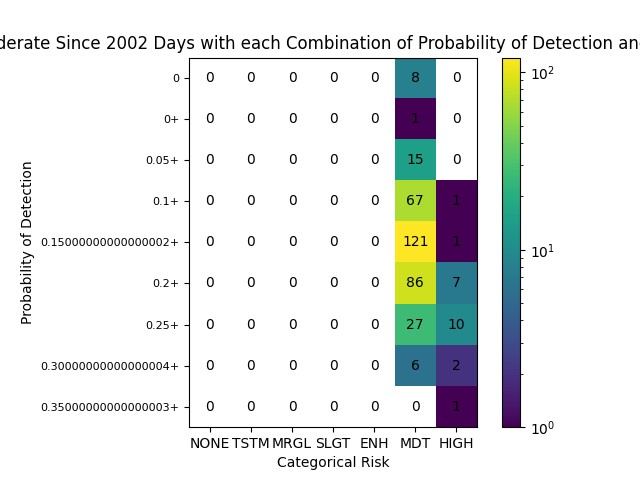 derate Since 2002 Days with each Combination of Probability of Detection an
0 0 0 0 0 0 8 0
0+ 0 0 0 0 0 1 0
0.05+ 0 0 0 0 0 15 0
0.1+ 0 0 0 0 0 67 1
0.15000000000000002+ 0 0 0 0 0 121 1
0.2+ 0 0 0 0 0 86 7
0.25+ 0 0 0 0 0 27 10
0.30000000000000004+ 0 0 0 0 0 6 2
0.35000000000000003+ 0 0 0 0 0 0 1
NONE TSTM MRGL SLGT ENH MDT HIGH
Categorical Risk
Probability of Detection
10²
10¹
10⁰